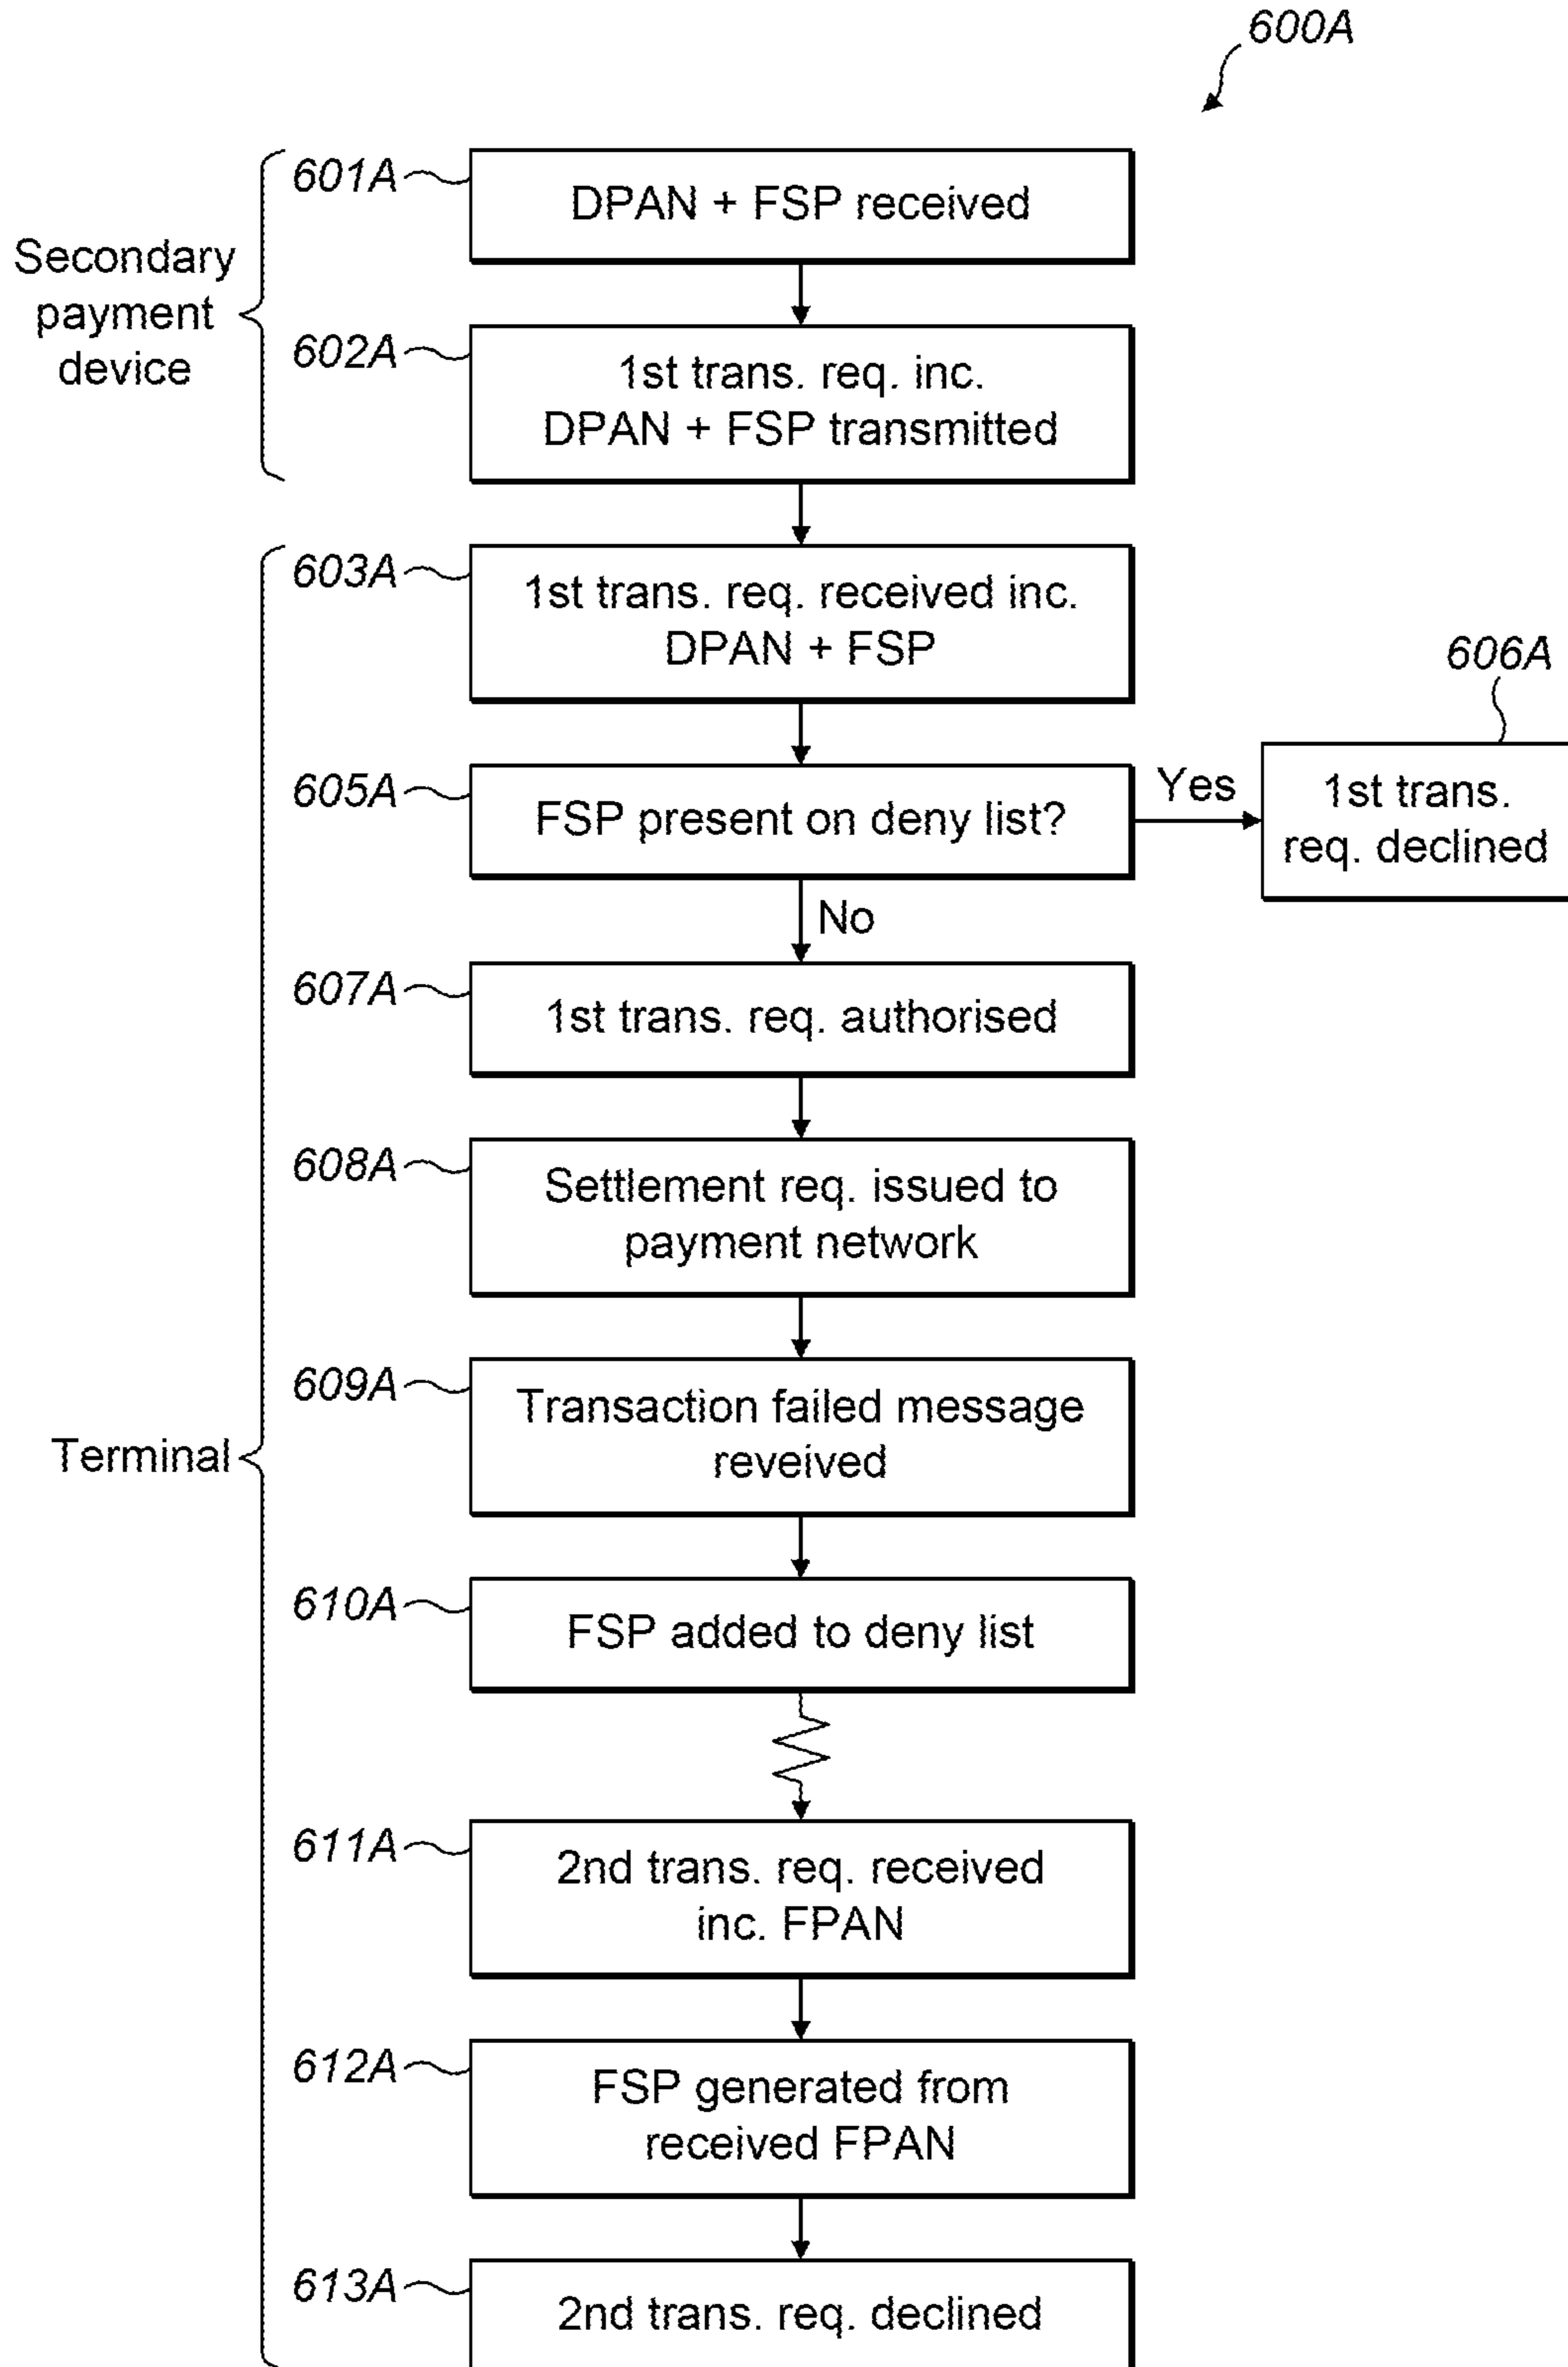 600A
601A
DPAN + FSP received
Secondary
payment
device
602A
1st trans. req. inc.
DPAN + FSP transmitted
603A
1st trans. req. received inc.
DPAN + FSP
606A
605A
FSP present on deny list?
Yes
1st trans.
req. declined
No
607A
1st trans. req. authorised
608A
Settlement req. issued to
payment network
609A
Transaction failed message
reveived
Terminal
610A
FSP added to deny list
611A
2nd trans. req. received
inc. FPAN
612A
FSP generated from
received FPAN
613A
2nd trans. req. declined